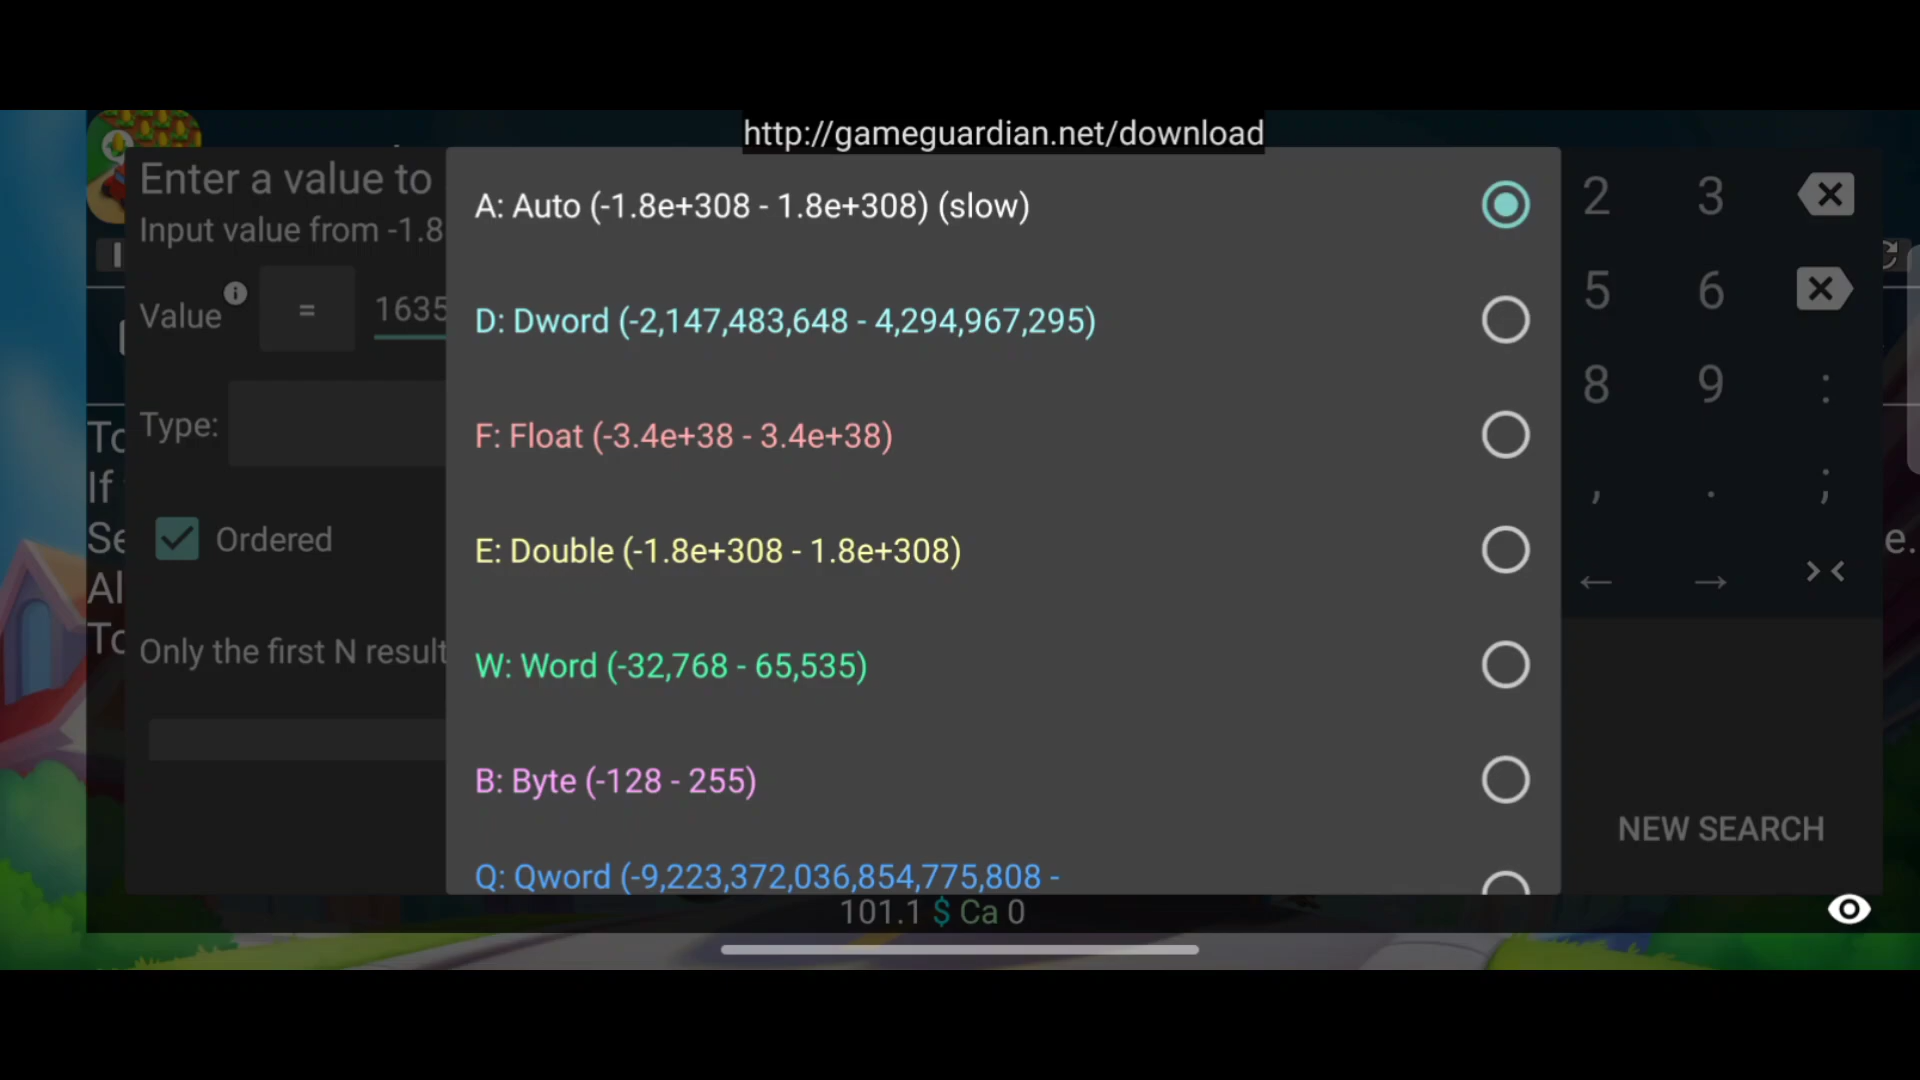 http://gameguardian.net/download
Enter a value to
Input value from -1.8
Value
=
1635
Type:
Ordered
Only the first N result
A: Auto (-1.8e+308 - 1.8e+308) (slow)
D: Dword (-2,147,483,648 - 4,294,967,295)
F: Float (-3.4e+38 - 3.4e+38)
E: Double (-1.8e+308 - 1.8e+308)
W: Word (-32,768 - 65,535)
B: Byte (-128 - 255)
Q: Qword (-9,223,372,036,854,775,808 -
2 3
5 6
8 9 :
, . ;
← → ><
NEW SEARCH
If
Se
Al
e.
101.1 $ Ca 0